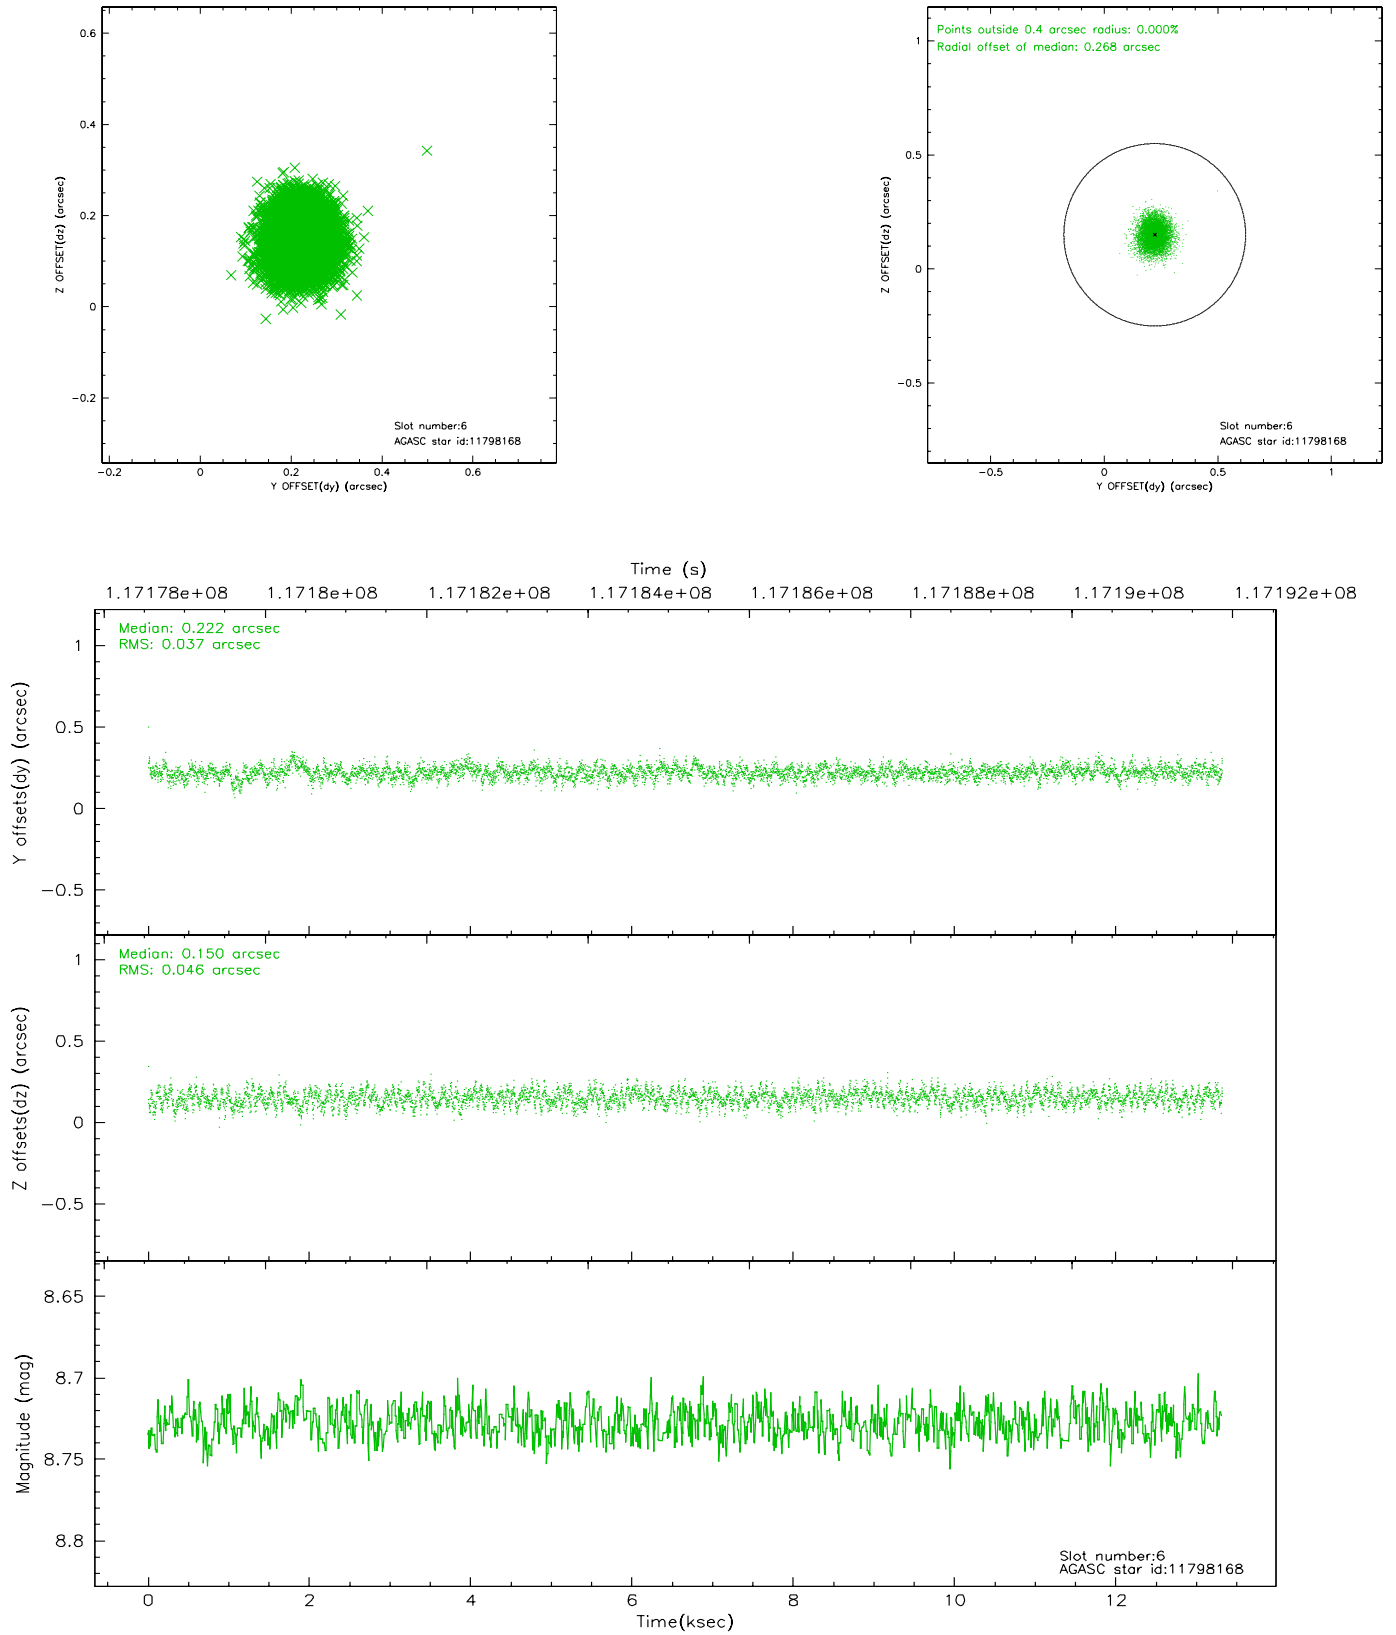 0.6
0.4
0.2
0
-0.2
Z OFFSET(dz) (arcsec)
-0.2 0 0.2 0.4 0.6
Y OFFSET(dy) (arcsec)
Slot number:6
AGASC star id:11798168
Points outside 0.4 arcsec radius: 0.000%
Radial offset of median: 0.268 arcsec
1
0.5
0
-0.5
Z OFFSET(dz) (arcsec)
-0.5 0 0.5 1
Y OFFSET(dy) (arcsec)
Slot number:6
AGASC star id:11798168
Time (s)
1.17178e+08 1.1718e+08 1.17182e+08 1.17184e+08 1.17186e+08 1.17188e+08 1.1719e+08 1.17192e+08
Median: 0.222 arcsec
RMS: 0.037 arcsec
1
0.5
0
-0.5
Y offsets(dy) (arcsec)
Median: 0.150 arcsec
RMS: 0.046 arcsec
1
0.5
0
-0.5
Z offsets(dz) (arcsec)
8.65
8.7
8.75
8.8
Magnitude (mag)
Slot number:6
AGASC star id:11798168
0 2 4 6 8 10 12
Time(ksec)